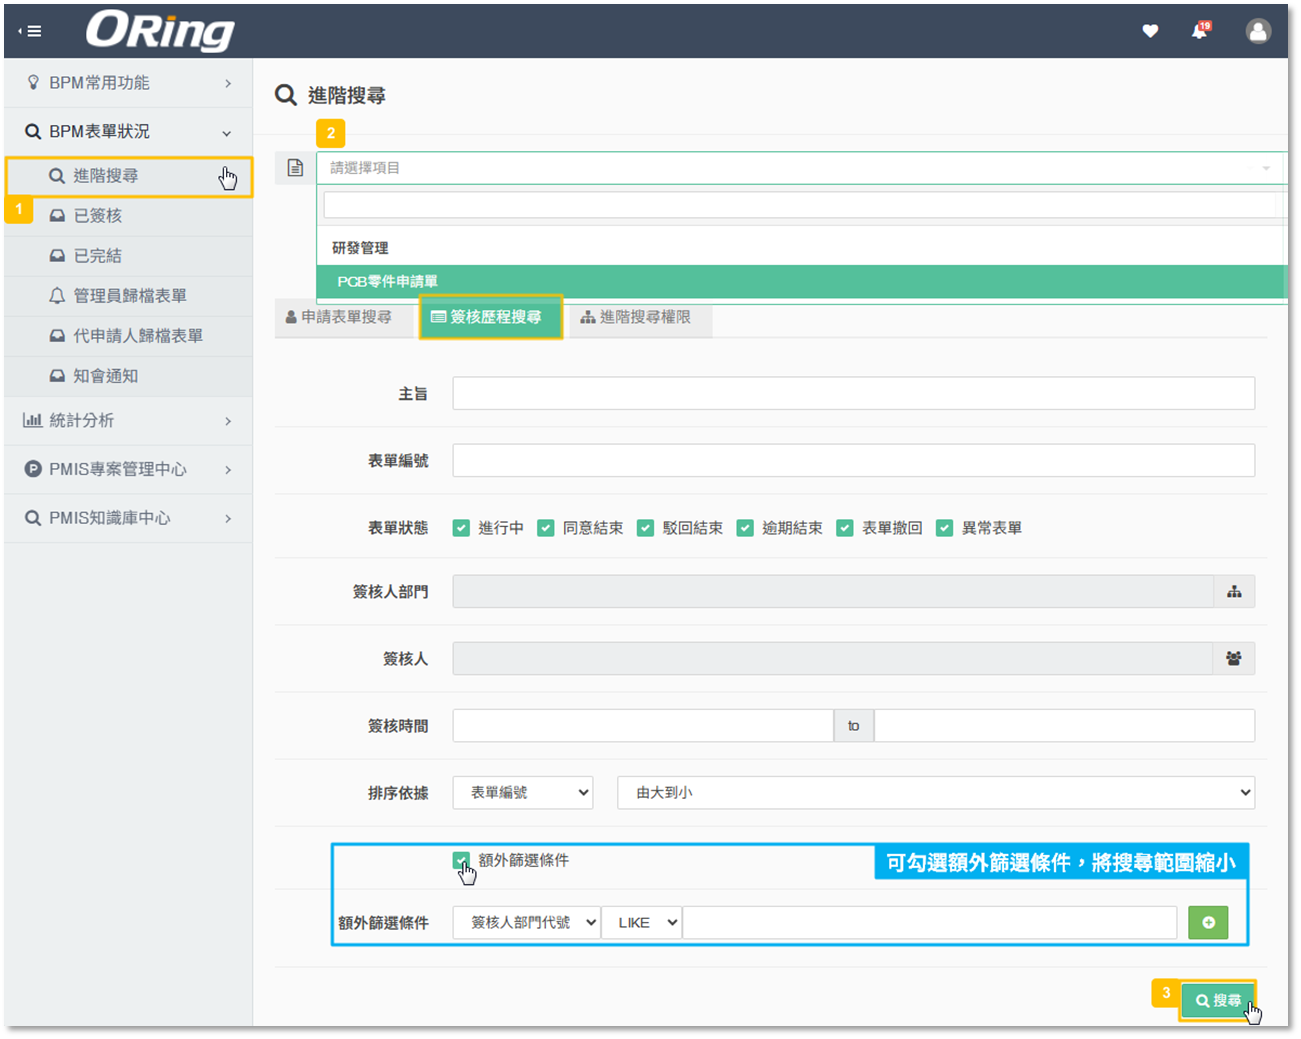 ORing
19
BPM常用功能
BPM表單狀況
進階搜尋
1
已簽核
已完結
管理員歸檔表單
代申請人歸檔表單
知會通知
統計分析
P PMIS專案管理中心
PMIS知識庫中心
進階搜尋
2
請選擇項目
研發管理
PCB零件申請單
申請表單搜尋 簽核歷程搜尋 進階搜尋權限
主旨
表單編號
表單狀態 進行中 同意結束 駁回結束 逾期結束 表單撤回 異常表單
簽核人部門
簽核人
簽核時間 to
排序依據 表單編號 由大到小
額外篩選條件 可勾選額外篩選條件,將搜尋範圍縮小
額外篩選條件 簽核人部門代號 LIKE
3 搜尋